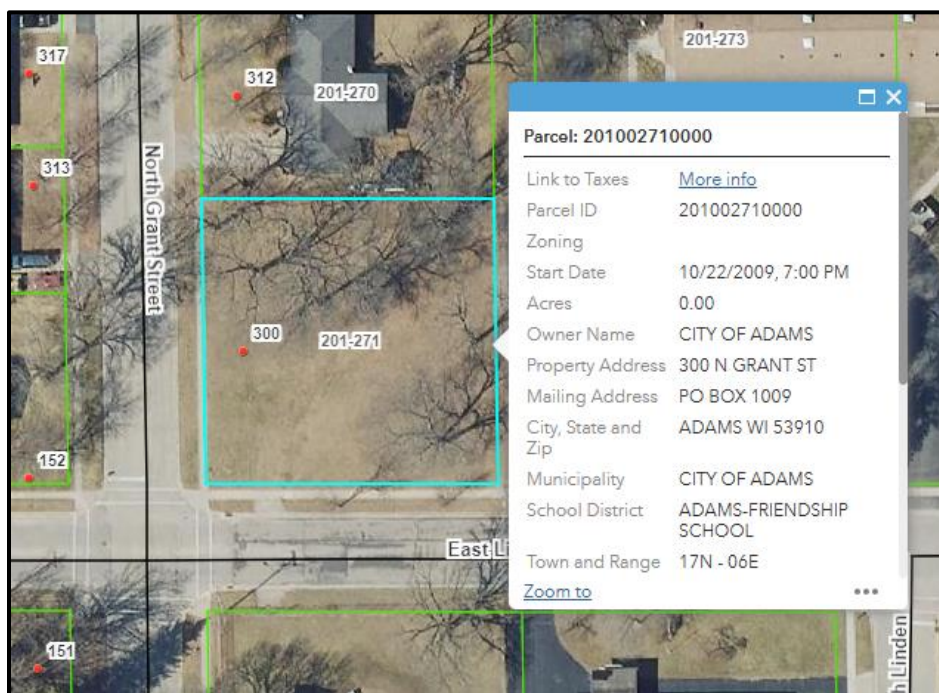 317
312
201-270
201-273
313
North Grant Street
300
201-271
152
East Li
151
h Linden
Parcel: 201002710000
Link to Taxes More info
Parcel ID 201002710000
Zoning
Start Date 10/22/2009, 7:00 PM
Acres 0.00
Owner Name CITY OF ADAMS
Property Address 300 N GRANT ST
Mailing Address PO BOX 1009
City, State and ADAMS WI 53910
Zip
Municipality CITY OF ADAMS
School District ADAMS-FRIENDSHIP
SCHOOL
Town and Range 17N - 06E
Zoom to